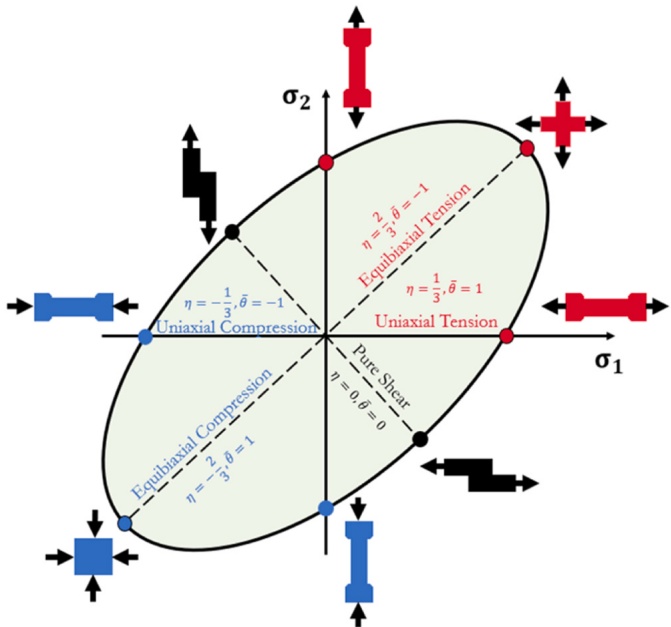 σ₂
η = 2/3, θ̄ = −1
Equibiaxial Tension
η = 1/3, θ̄ = 1
Uniaxial Tension
η = −1/3, θ̄ = −1
Uniaxial Compression
σ₁
Pure Shear
η = 0, θ̄ = 0
Equibiaxial Compression
η = −2/3, θ̄ = 1